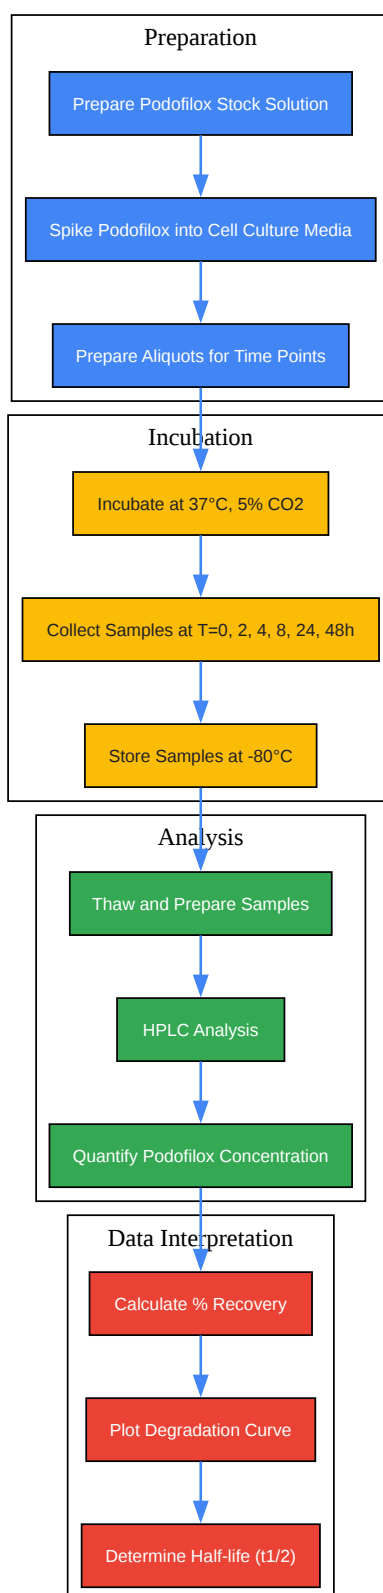 Preparation
Prepare Podofilox Stock Solution
Spike Podofilox into Cell Culture Media
Prepare Aliquots for Time Points
Incubation
Incubate at 37°C, 5% CO2
Collect Samples at T=0, 2, 4, 8, 24, 48h
Store Samples at -80°C
Analysis
Thaw and Prepare Samples
HPLC Analysis
Quantify Podofilox Concentration
Data Interpretation
Calculate % Recovery
Plot Degradation Curve
Determine Half-life (t1/2)